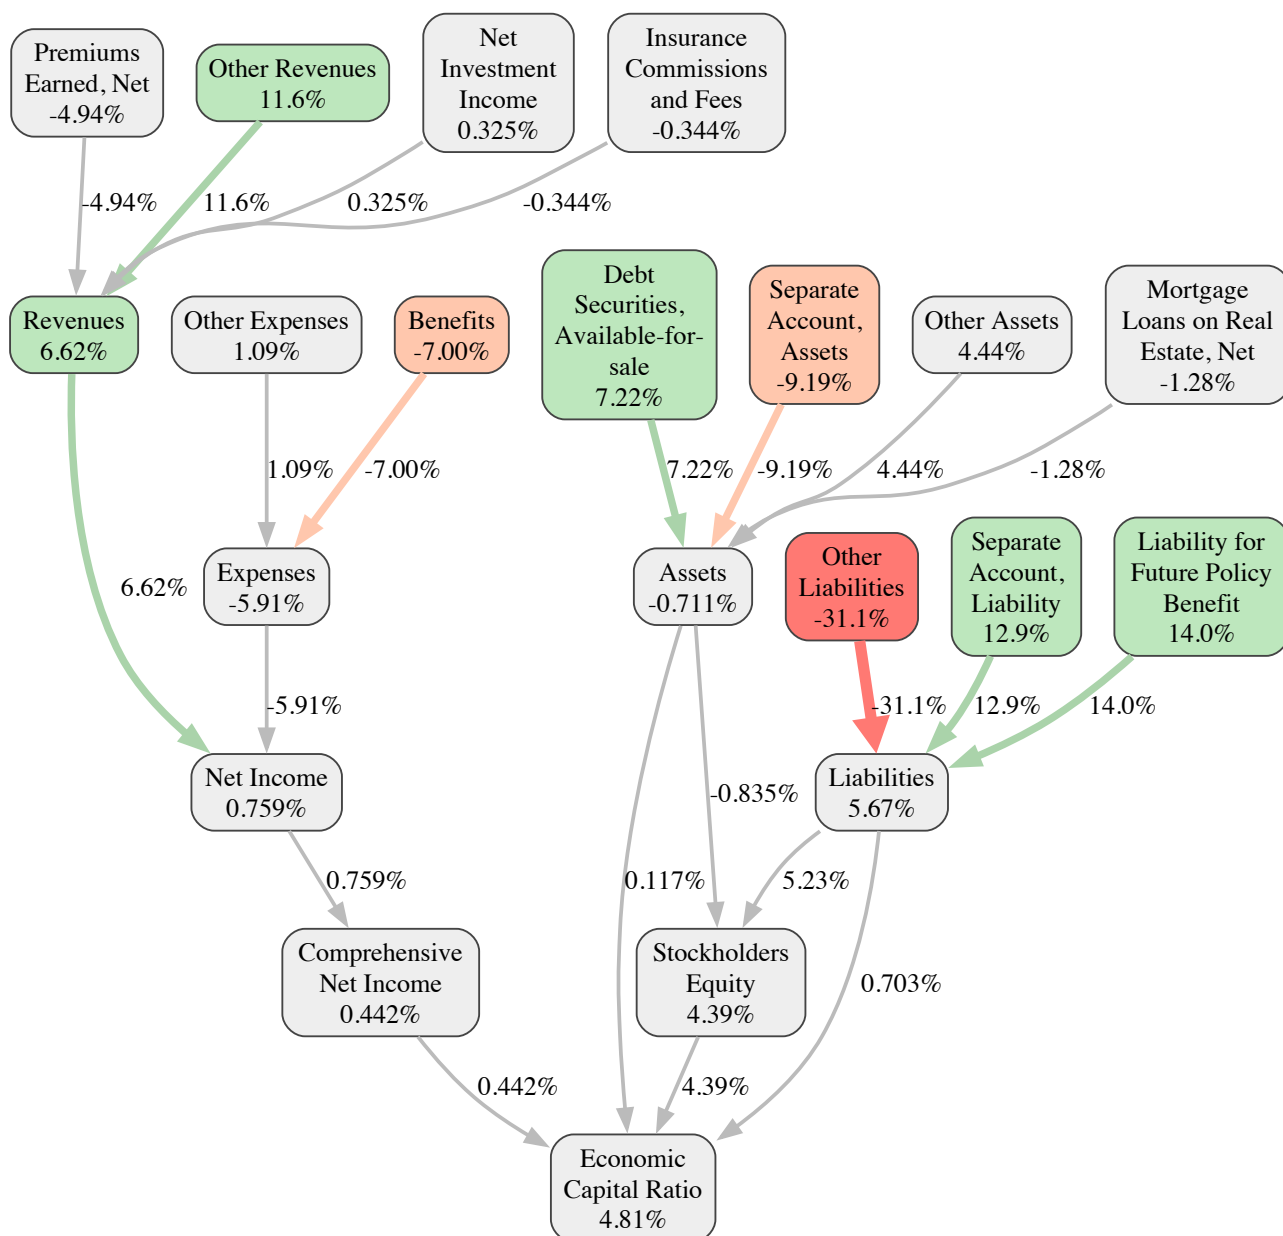 Premiums
Earned, Net
-4.94%
Other Revenues
11.6%
Net
Investment
Income
0.325%
Insurance
Commissions
and Fees
-0.344%
-4.94%
11.6%
0.325%
-0.344%
Revenues
6.62%
Other Expenses
1.09%
Benefits
-7.00%
Debt
Securities,
Available-for-
sale
7.22%
Separate
Account,
Assets
-9.19%
Other Assets
4.44%
Mortgage
Loans on Real
Estate, Net
-1.28%
1.09%
-7.00%
7.22%
-9.19%
4.44%
-1.28%
6.62%
Expenses
-5.91%
Assets
-0.711%
Other
Liabilities
-31.1%
Separate
Account,
Liability
12.9%
Liability for
Future Policy
Benefit
14.0%
-5.91%
-31.1%
12.9%
14.0%
Net Income
0.759%
-0.835%
Liabilities
5.67%
0.759%
0.117%
5.23%
Comprehensive
Net Income
0.442%
Stockholders
Equity
4.39%
0.703%
0.442%
4.39%
Economic
Capital Ratio
4.81%